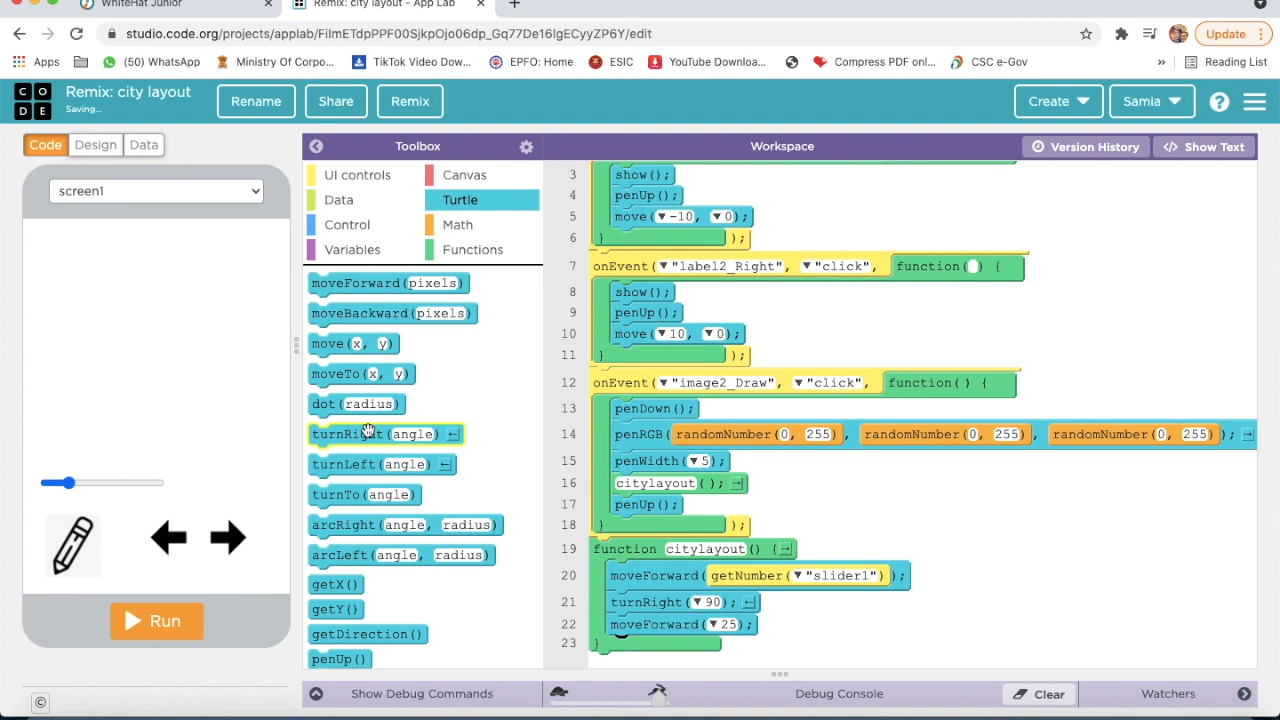 WhiteHat Junior
Remix: city layout - App Lab
studio.code.org/projects/applab/FilmETdpPPF00SjkpOjo06dp_Gq77De16IgECyyZP6Y/edit
Update
Apps
(50) WhatsApp
Ministry Of Corpo...
TikTok Video Dow...
EPFO: Home
ESIC
YouTube Downloa...
Compress PDF onl...
CSC e-Gov
»
Reading List
C O D E
Remix: city layout
Saving...
Rename
Share
Remix
Create
Samia
?
Code
Design
Data
Toolbox
Workspace
Version History
</> Show Text
screen1
UI controls
Canvas
Data
Turtle
Control
Math
Variables
Functions
moveForward(pixels)
moveBackward(pixels)
move(x, y)
moveTo(x, y)
dot(radius)
turnRight(angle)
turnLeft(angle)
turnTo(angle)
arcRight(angle, radius)
arcLeft(angle, radius)
getX()
getY()
getDirection()
penUp()
3 show();
4 penUp();
5 move(-10, 0);
6 } );
7 onEvent("label2_Right", "click", function() {
8 show();
9 penUp();
10 move(10, 0);
11 } );
12 onEvent("image2_Draw", "click", function() {
13 penDown();
14 penRGB(randomNumber(0, 255), randomNumber(0, 255), randomNumber(0, 255));
15 penWidth(5);
16 citylayout();
17 penUp();
18 } );
19 function citylayout() {
20 moveForward(getNumber("slider1"));
21 turnRight(90);
22 moveForward(25);
23 }
Run
©
Show Debug Commands
Debug Console
Clear
Watchers